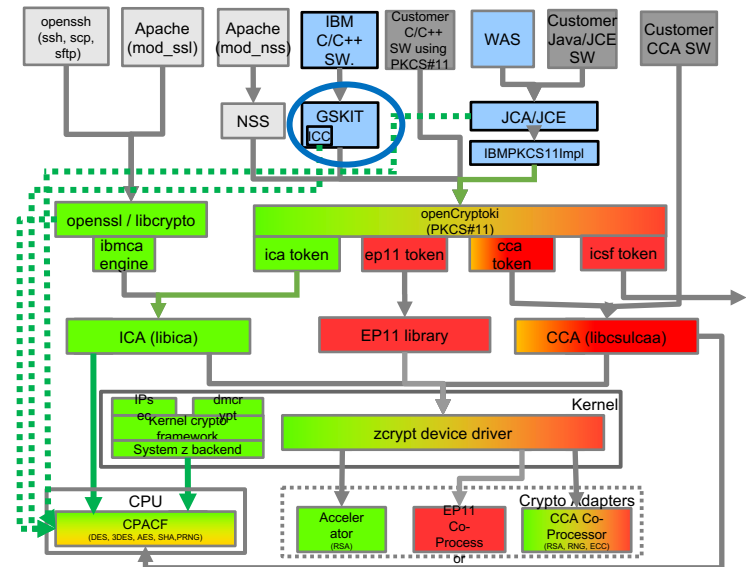 openssh
(ssh, scp,
sftp)
Apache
(mod_ssl)
Apache
(mod_nss)
IBM
C/C++
SW.
Customer
C/C++
SW using
PKCS#11
WAS
Customer
Java/JCE
SW
Customer
CCA SW
NSS
GSKIT
ICC
JCA/JCE
IBMPKCS11Impl
openssl / libcrypto
ibmca
engine
openCryptoki
(PKCS#11)
ica token
ep11 token
cca
token
icsf token
ICA (libica)
EP11 library
CCA (libcsulcaa)
Kernel
IPs
ec
dmcr
ypt
Kernel crypto
framework
System z backend
zcrypt device driver
CPU
CPACF
(DES, 3DES, AES, SHA,PRNG)
Crypto Adapters
Acceler
ator
(RSA)
EP11
Co-
Process
or
CCA Co-
Processor
(RSA, RNG, ECC)